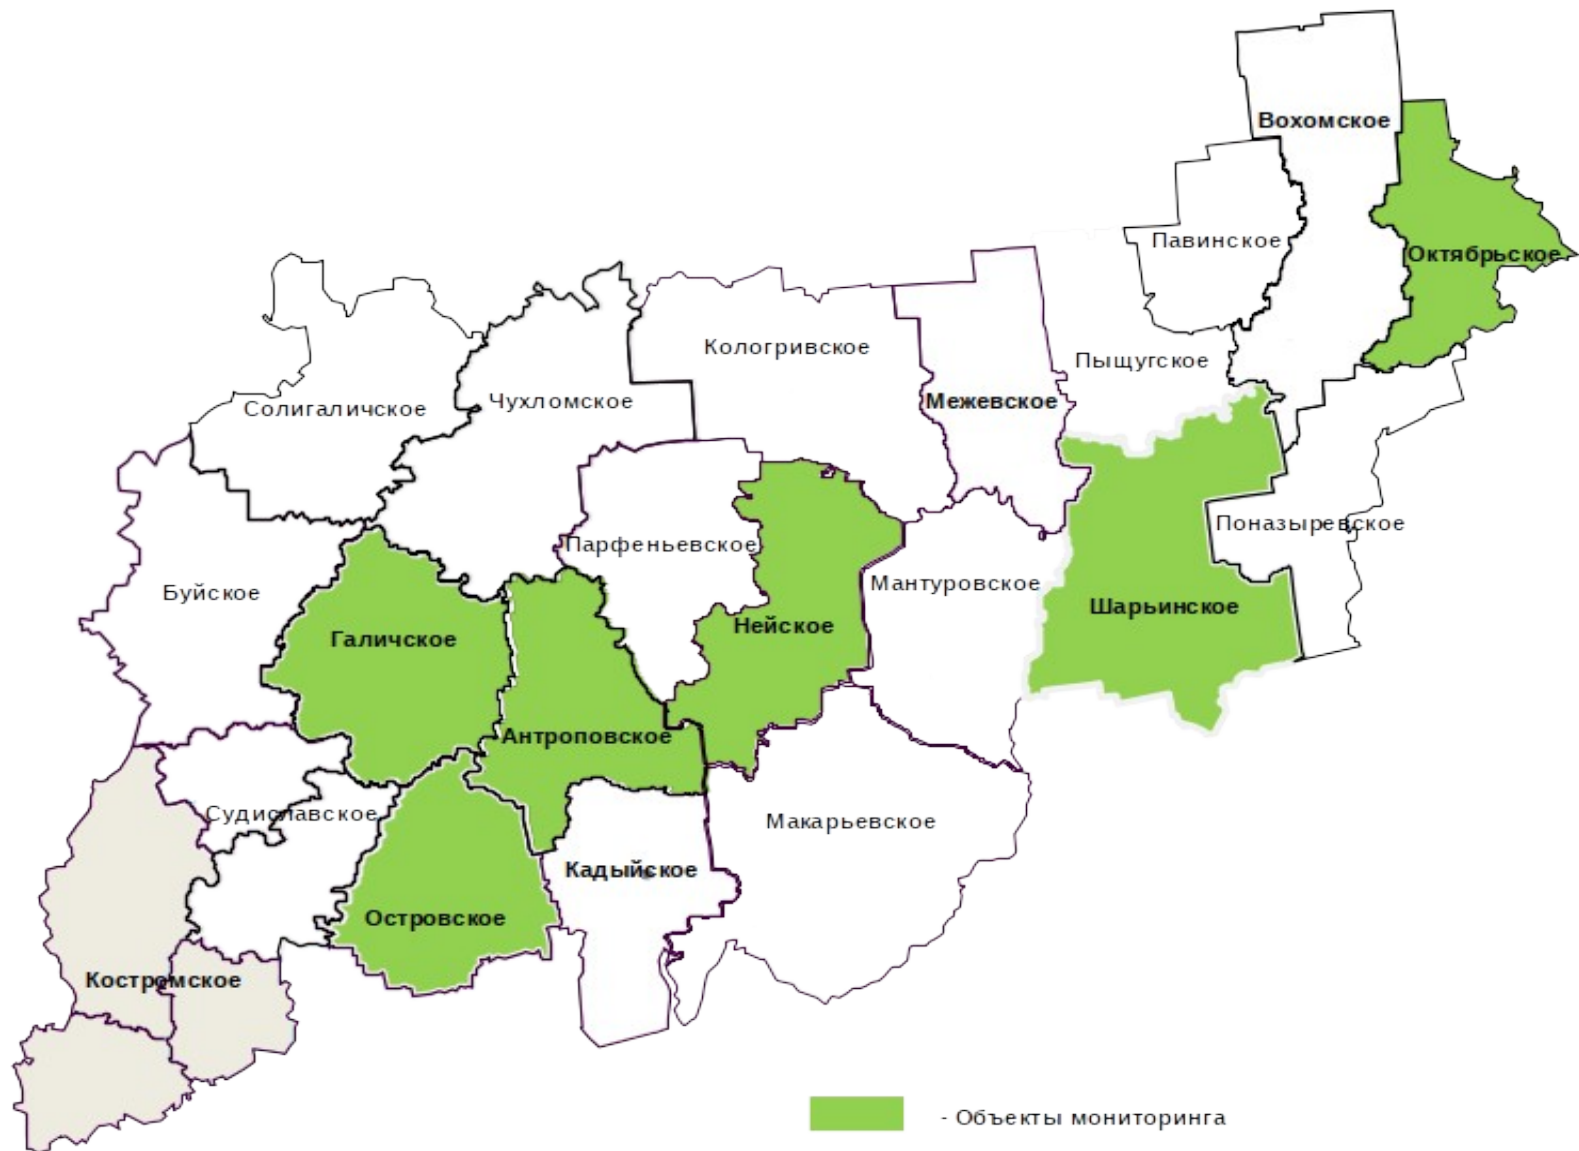 Вохомское
Павинское
Октябрьское
Кологривское
Пыщугское
Межевское
Солигаличское
Чухломское
Поназыревское
Парфеньевское
Мантуровское
Буйское
Шарьинское
Нейское
Галичское
Антроповское
Судиславское
Макарьевское
Кадыйское
Островское
Костромское
- Объекты мониторинга